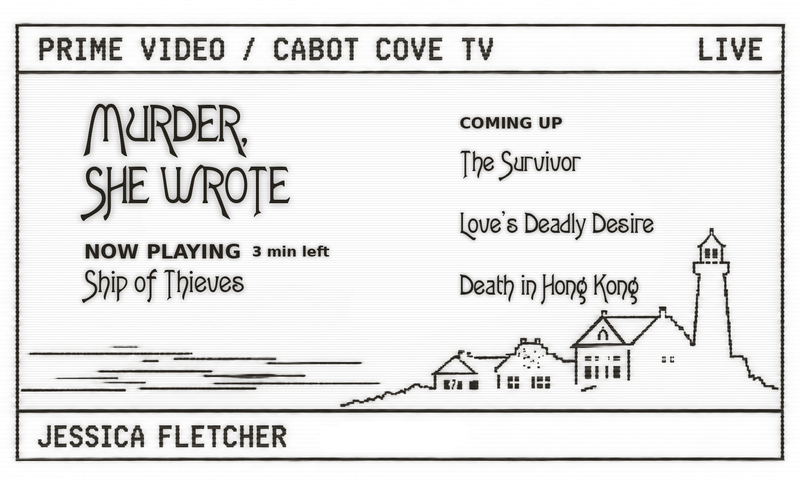 PRIME VIDEO / CABOT COVE TV
LIVE
MURDER,
SHE WROTE
NOW PLAYING 3 min left
Ship of Thieves
COMING UP
The Survivor
Love's Deadly Desire
Death in Hong Kong
JESSICA FLETCHER